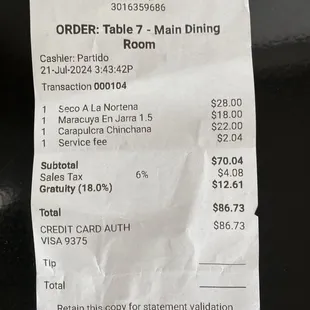 3016359686
ORDER: Table 7 - Main Dining
Room
Cashier: Partido
21-Jul-2024 3:43:42P
Transaction 000104
1 Seco A La Nortena $28.00
1 Maracuya En Jarra 1.5 $18.00
1 Carapulcra Chinchana $22.00
1 Service fee $2.04
Subtotal $70.04
Sales Tax 6% $4.08
Gratuity (18.0%) $12.61
Total $86.73
CREDIT CARD AUTH $86.73
VISA 9375
Tip
Total
Retain this copy for statement validation